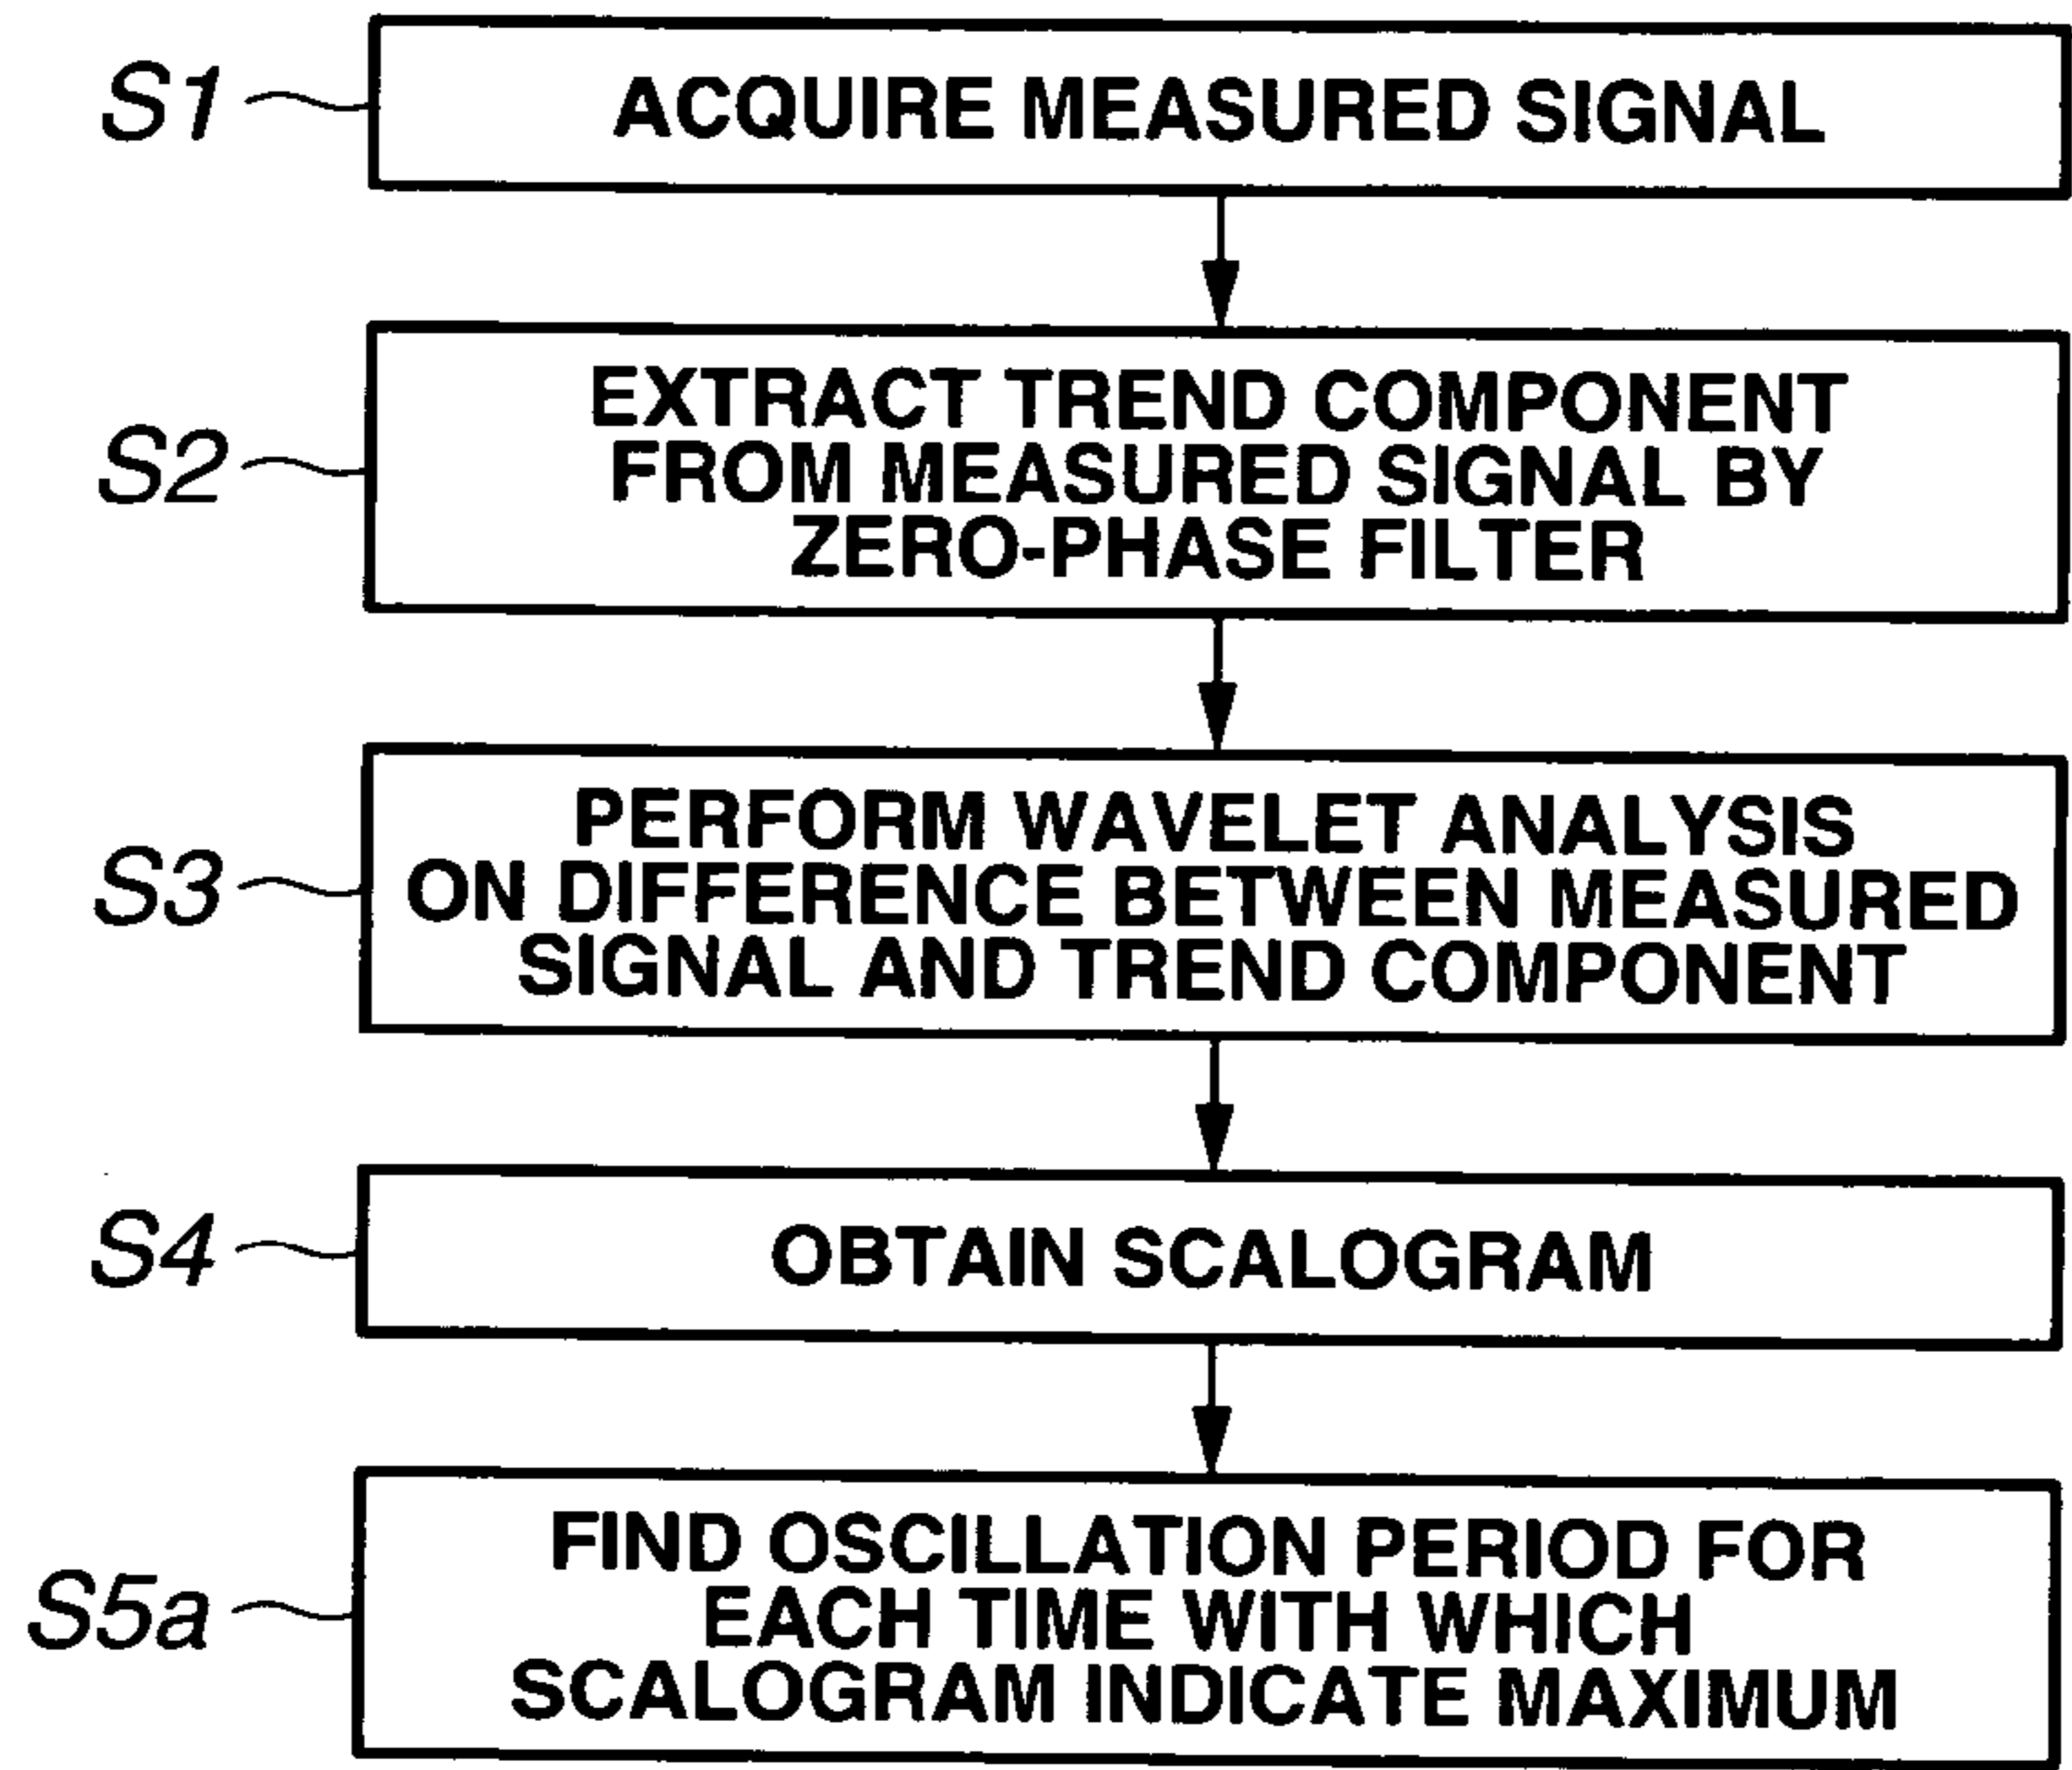 S1
ACQUIRE MEASURED SIGNAL
S2
EXTRACT TREND COMPONENT
FROM MEASURED SIGNAL BY
ZERO-PHASE FILTER
S3
PERFORM WAVELET ANALYSIS
ON DIFFERENCE BETWEEN MEASURED
SIGNAL AND TREND COMPONENT
S4
OBTAIN SCALOGRAM
S5a
FIND OSCILLATION PERIOD FOR
EACH TIME WITH WHICH
SCALOGRAM INDICATE MAXIMUM